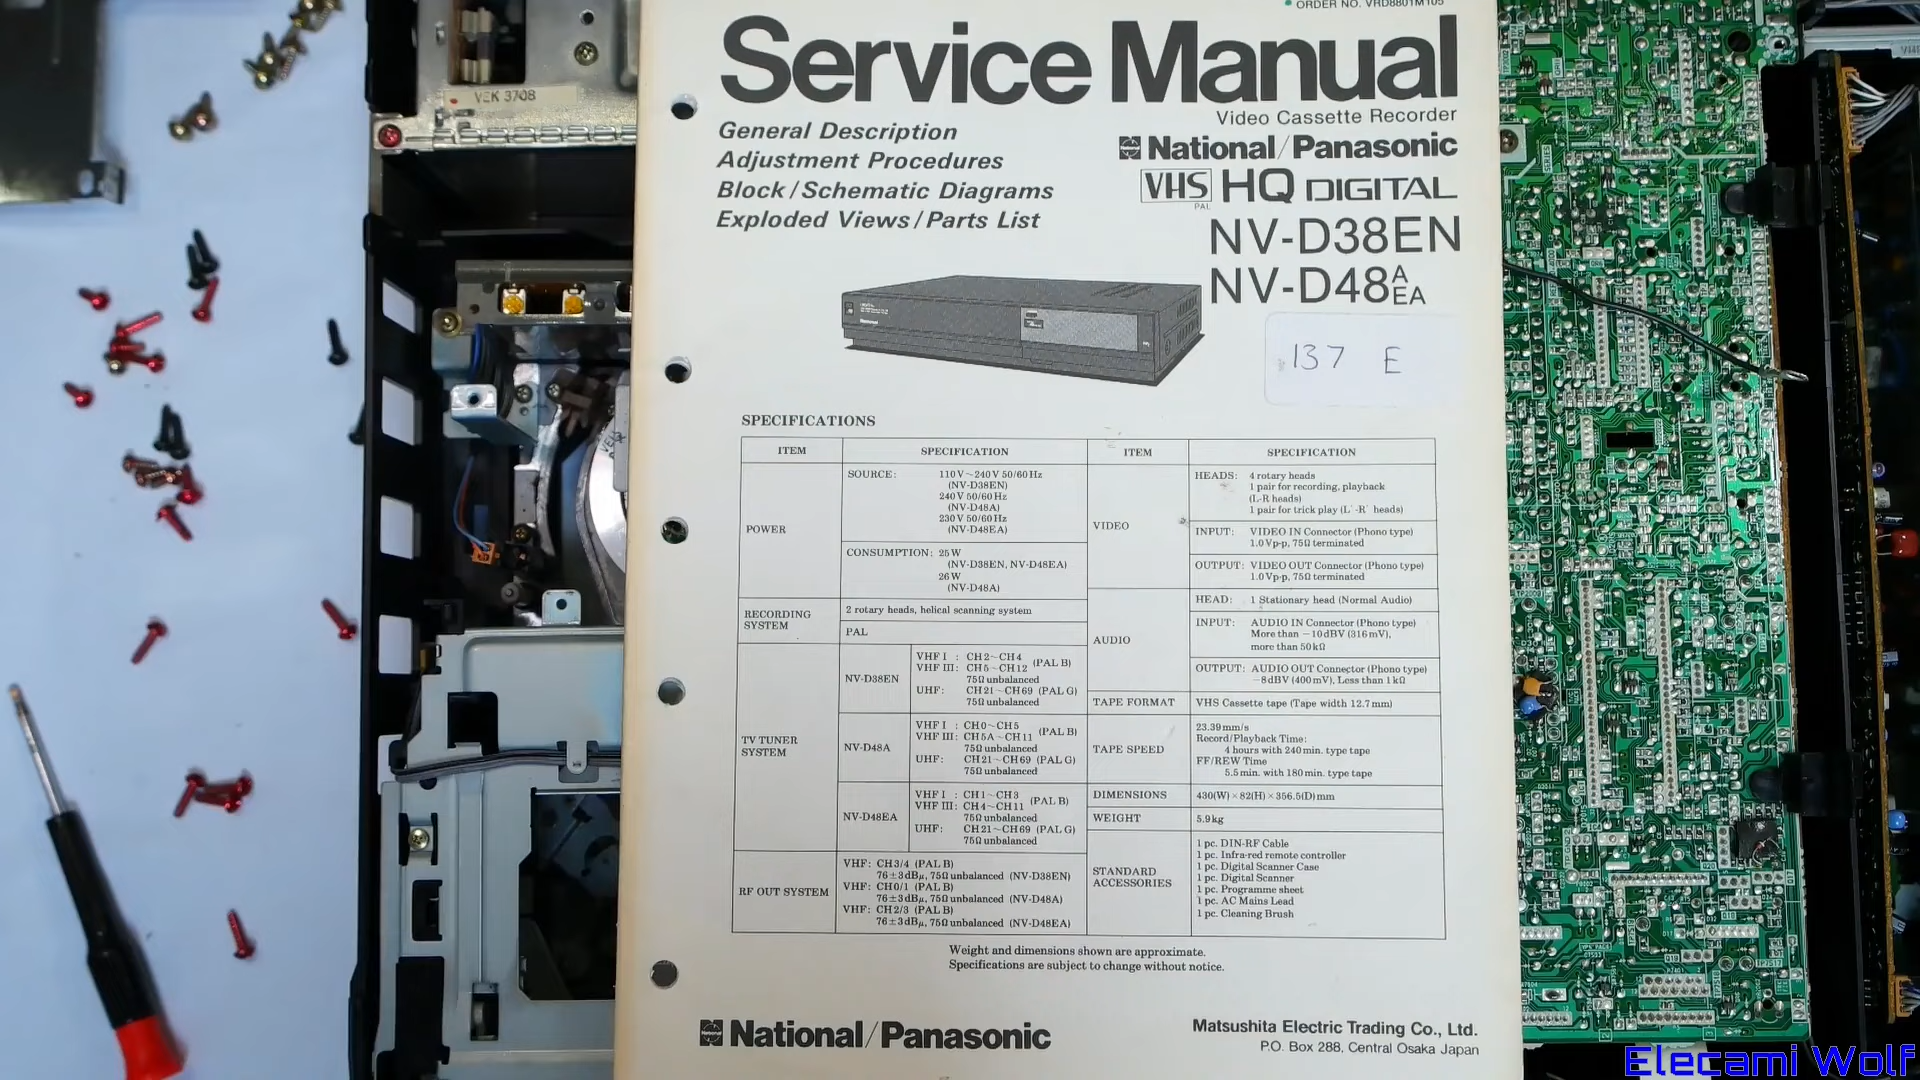 ORDER NO. VRD8801M105
Service Manual
Video Cassette Recorder
General Description
Adjustment Procedures
Block/Schematic Diagrams
Exploded Views/Parts List
National/Panasonic
VHS HQ DIGITAL
PAL
NV-D38EN
NV-D48A
EA
137 E
VEK 3708
SPECIFICATIONS
ITEM SPECIFICATION
POWER
SOURCE: 110V~240V 50/60Hz
(NV-D38EN)
240V 50/60Hz
(NV-D48A)
230V 50/60Hz
(NV-D48EA)
CONSUMPTION: 25W
(NV-D38EN, NV-D48EA)
26W
(NV-D48A)
RECORDING
SYSTEM
2 rotary heads, helical scanning system
PAL
TV TUNER
SYSTEM
NV-D38EN
VHF I : CH2~CH4
VHF III: CH5~CH12 (PAL B)
75Ω unbalanced
UHF: CH21~CH69 (PAL G)
75Ω unbalanced
NV-D48A
VHF I : CH0~CH5
VHF III: CH5A~CH11 (PAL B)
75Ω unbalanced
UHF: CH21~CH69 (PAL G)
75Ω unbalanced
NV-D48EA
VHF I : CH1~CH3
VHF III: CH4~CH11 (PAL B)
75Ω unbalanced
UHF: CH21~CH69 (PAL G)
75Ω unbalanced
RF OUT SYSTEM
VHF: CH3/4 (PAL B)
76±3dBμ, 75Ω unbalanced (NV-D38EN)
VHF: CH0/1 (PAL B)
76±3dBμ, 75Ω unbalanced (NV-D48A)
VHF: CH2/3 (PAL B)
76±3dBμ, 75Ω unbalanced (NV-D48EA)
ITEM SPECIFICATION
VIDEO
HEADS: 4 rotary heads
1 pair for recording, playback
(L-R heads)
1 pair for trick play (L'-R' heads)
INPUT: VIDEO IN Connector (Phono type)
1.0Vp-p, 75Ω terminated
OUTPUT: VIDEO OUT Connector (Phono type)
1.0Vp-p, 75Ω terminated
AUDIO
HEAD: 1 Stationary head (Normal Audio)
INPUT: AUDIO IN Connector (Phono type)
More than −10dBV (316mV),
more than 50kΩ
OUTPUT: AUDIO OUT Connector (Phono type)
−8dBV (400mV), Less than 1kΩ
TAPE FORMAT VHS Cassette tape (Tape width 12.7mm)
TAPE SPEED
23.39mm/s
Record/Playback Time:
4 hours with 240min. type tape
FF/REW Time
5.5min. with 180min. type tape
DIMENSIONS 430(W)×82(H)×356.5(D)mm
WEIGHT 5.9kg
STANDARD
ACCESSORIES
1 pc. DIN-RF Cable
1 pc. Infra-red remote controller
1 pc. Digital Scanner Case
1 pc. Digital Scanner
1 pc. Programme sheet
1 pc. AC Mains Lead
1 pc. Cleaning Brush
Weight and dimensions shown are approximate.
Specifications are subject to change without notice.
National/Panasonic
Matsushita Electric Trading Co., Ltd.
P.O. Box 288, Central Osaka Japan
Elecami Wolf